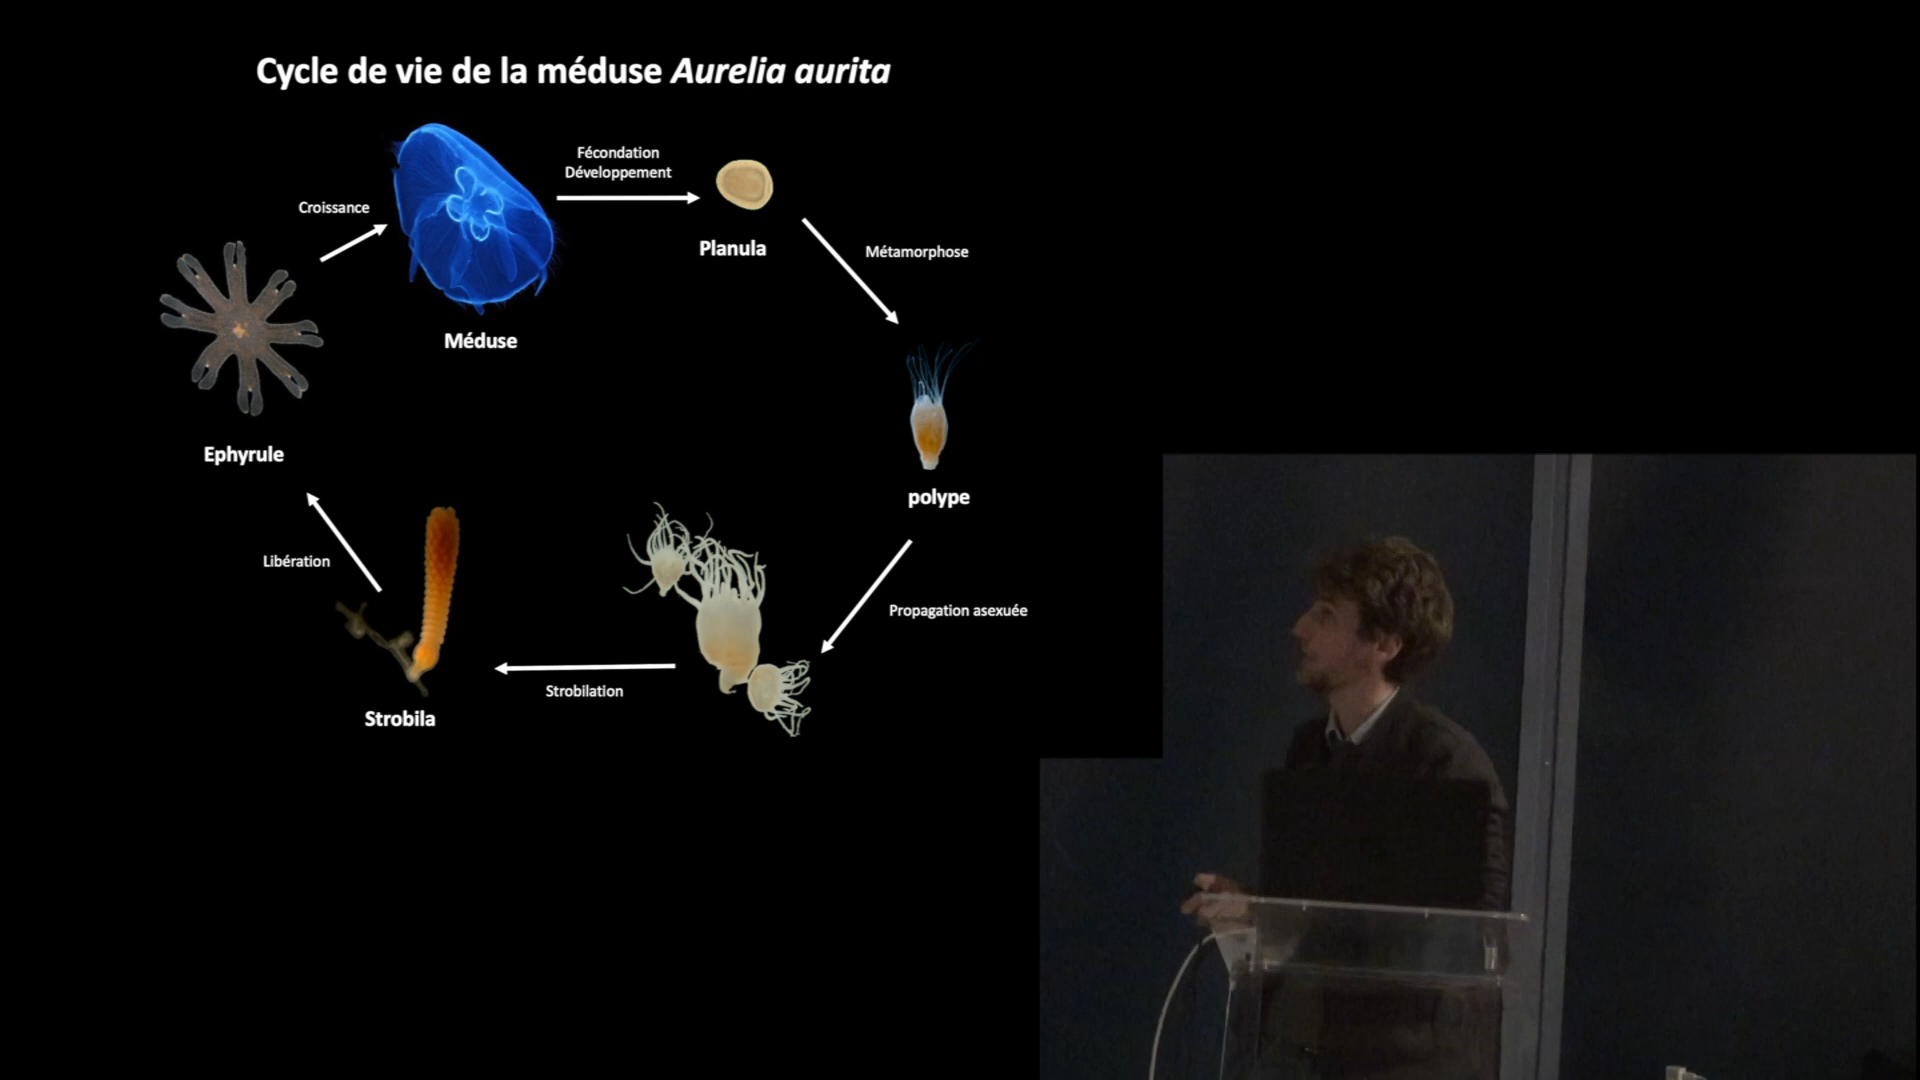 Cycle de vie de la méduse Aurelia aurita
Fécondation
Développement
Croissance
Planula
Métamorphose
Méduse
Ephyrule
polype
Libération
Propagation asexuée
Strobilation
Strobila